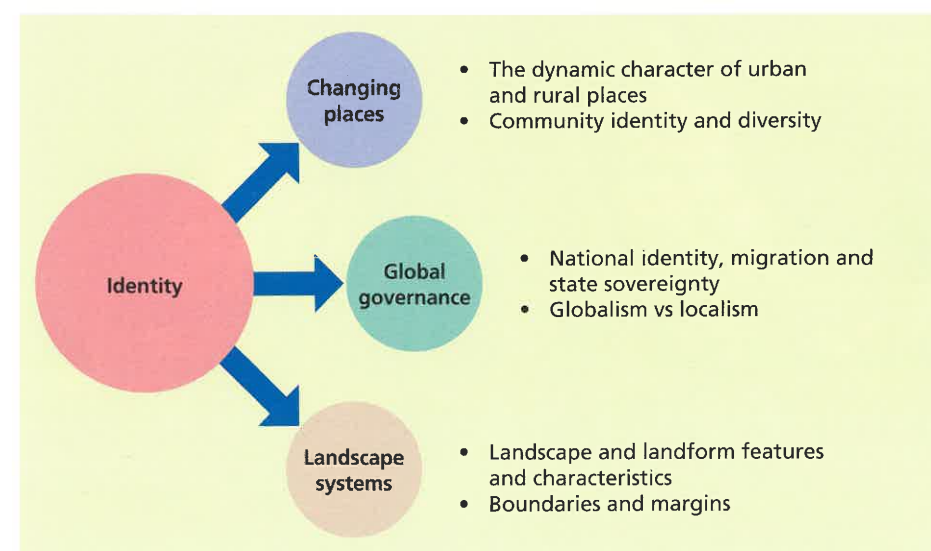 Changing
places
• The dynamic character of urban
and rural places
• Community identity and diversity
Identity
Global
governance
• National identity, migration and
state sovereignty
• Globalism vs localism
Landscape
systems
• Landscape and landform features
and characteristics
• Boundaries and margins